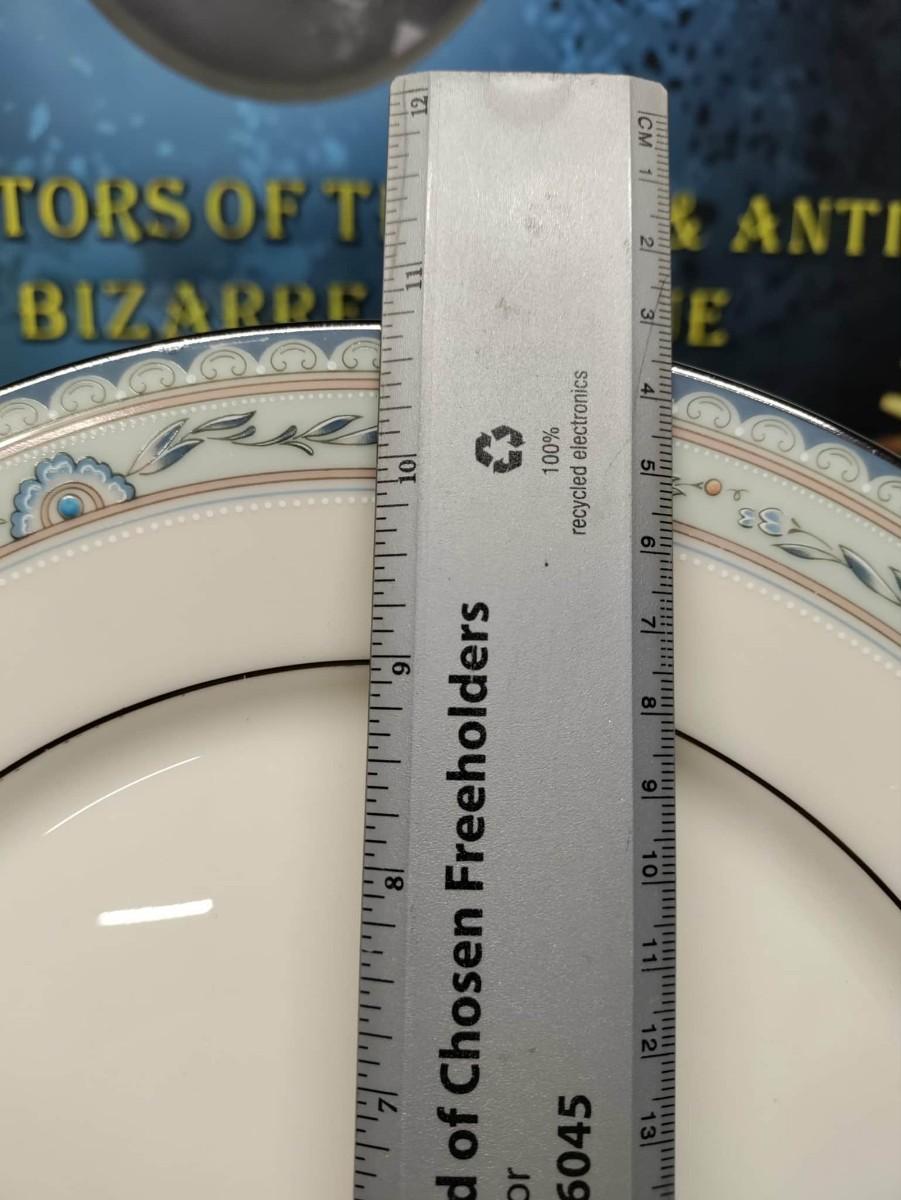 TORS OF T & ANTI
BIZARRE UE
12
11
10
9
8
7
CM 1 2 3 4 5 6 7 8 9 10 11 12 13
100%
recycled electronics
d of Chosen Freeholders
or
6045